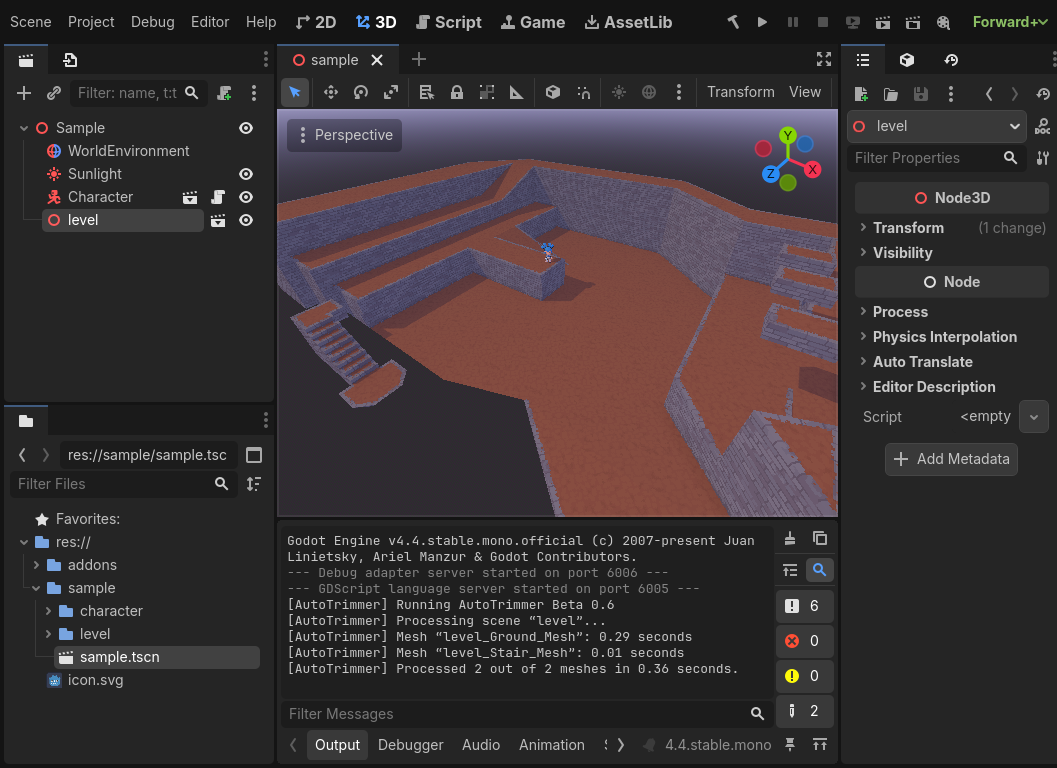 Scene Project Debug Editor Help 2D 3D Script Game AssetLib Forward+
Filter: name, t:t
Sample
WorldEnvironment
Sunlight
Character
level
res://sample/sample.tsc
Filter Files
Favorites:
res://
addons
sample
character
level
sample.tscn
icon.svg
sample
Transform View
Perspective
Y
X
Z
Godot Engine v4.4.stable.mono.official (c) 2007-present Juan
Linietsky, Ariel Manzur & Godot Contributors.
--- Debug adapter server started on port 6006 ---
--- GDScript language server started on port 6005 ---
[AutoTrimmer] Running AutoTrimmer Beta 0.6
[AutoTrimmer] Processing scene “level”...
[AutoTrimmer] Mesh “level_Ground_Mesh”: 0.29 seconds
[AutoTrimmer] Mesh “level_Stair_Mesh”: 0.01 seconds
[AutoTrimmer] Processed 2 out of 2 meshes in 0.36 seconds.
6
0
0
2
Filter Messages
Output Debugger Audio Animation 4.4.stable.mono
level
DOC
Filter Properties
Node3D
Transform (1 change)
Visibility
Node
Process
Physics Interpolation
Auto Translate
Editor Description
Script <empty
Add Metadata